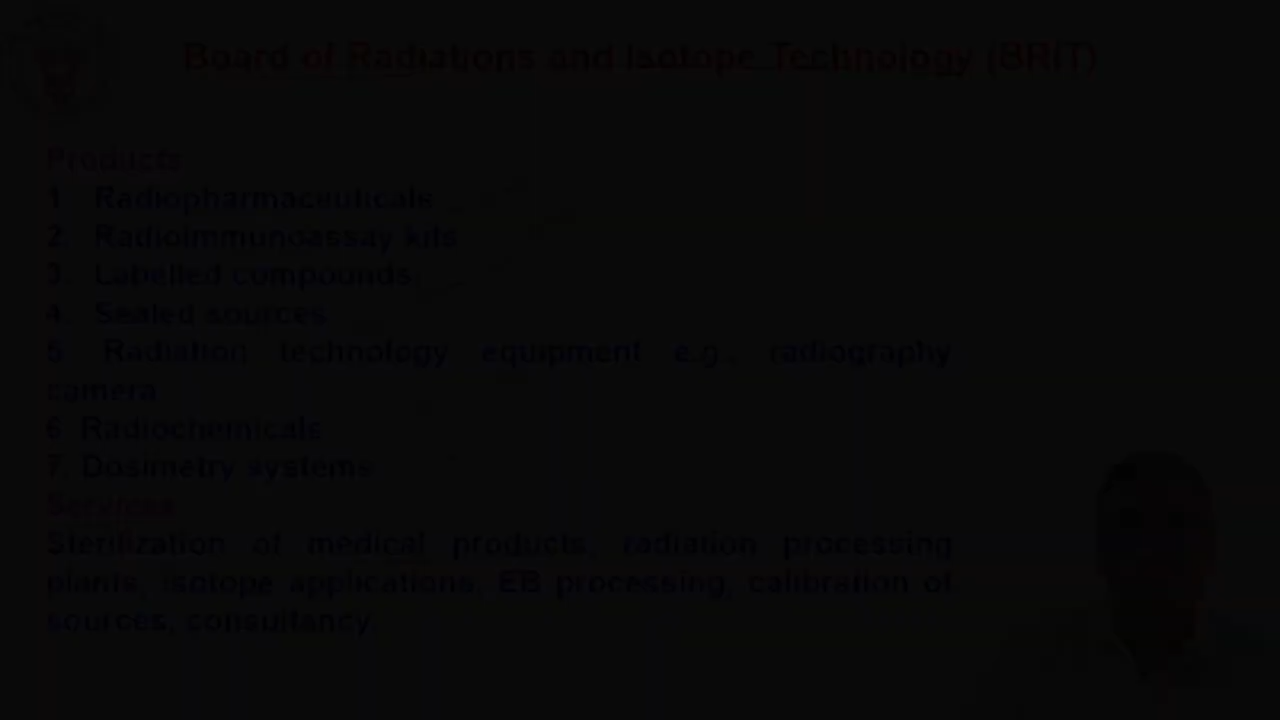 Board of Radiations and Isotope Technology (BRIT)
Products
1. Radiopharmaceuticals
2. Radioimmunoassay kits
3. Labelled compounds
4. Sealed sources
5. Radiation technology equipment e.g., radiography
camera
6. Radiochemicals
7. Dosimetry systems
Services
Sterilization of medical products, radiation processing
plants, isotope applications, EB processing, calibration of
sources, consultancy.